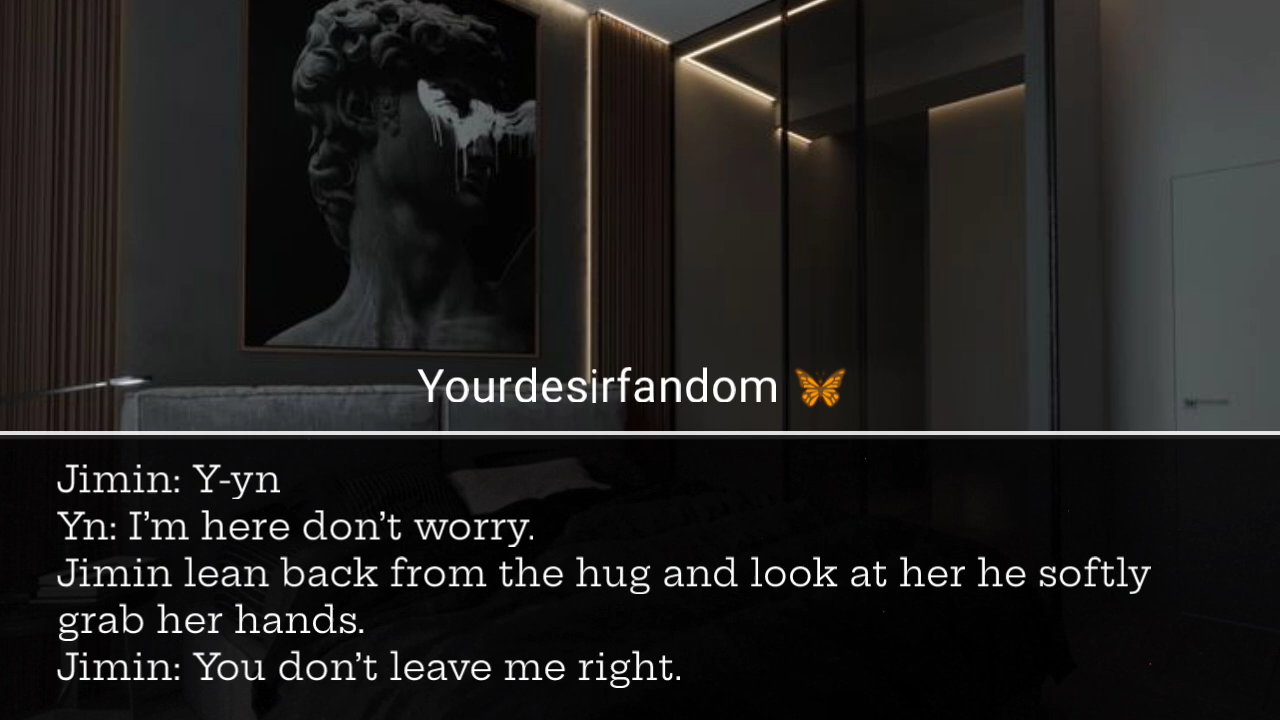 Yourdesirfandom 🦋
Jimin: Y-yn
Yn: I’m here don’t worry.
Jimin lean back from the hug and look at her he softly
grab her hands.
Jimin: You don’t leave me right.